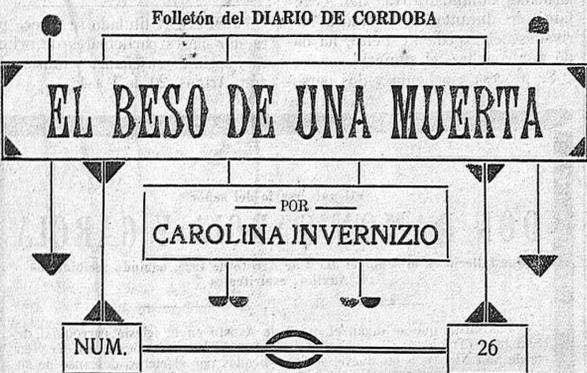 Folletón del DIARIO DE CORDOBA
EL BESO DE UNA MUERTA
POR
CAROLINA INVERNIZIO
NUM. 26